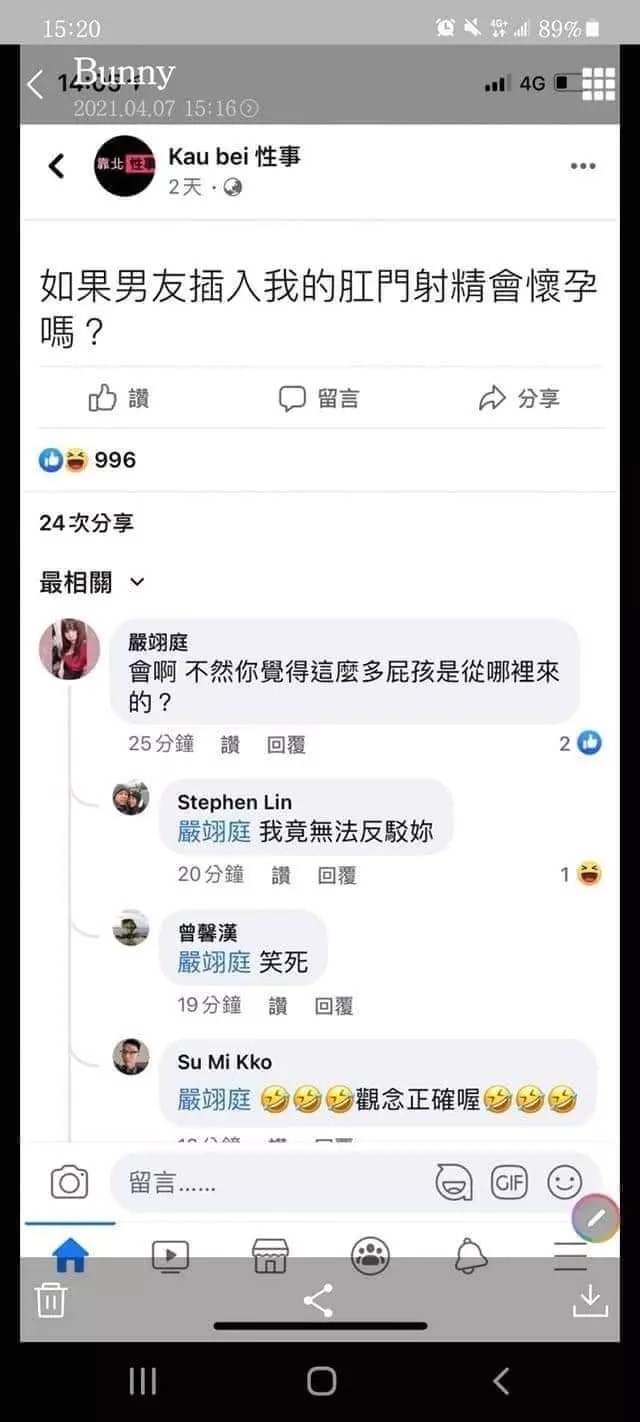 15:20
4G+
89%
Bunny
4G
2021.04.07 15:16
靠北 性事
Kau bei 性事
2天
如果男友插入我的肛門射精會懷孕
嗎？
讚 留言 分享
996
24次分享
最相關
嚴翊庭
會啊 不然你覺得這麼多屁孩是從哪裡來
的？
25分鐘 讚 回覆 2
Stephen Lin
嚴翊庭 我竟無法反駁妳
20分鐘 讚 回覆 1
曾馨漢
嚴翊庭 笑死
19分鐘 讚 回覆
Su Mi Kko
嚴翊庭 🤣🤣🤣觀念正確喔🤣🤣🤣
留言......
GIF